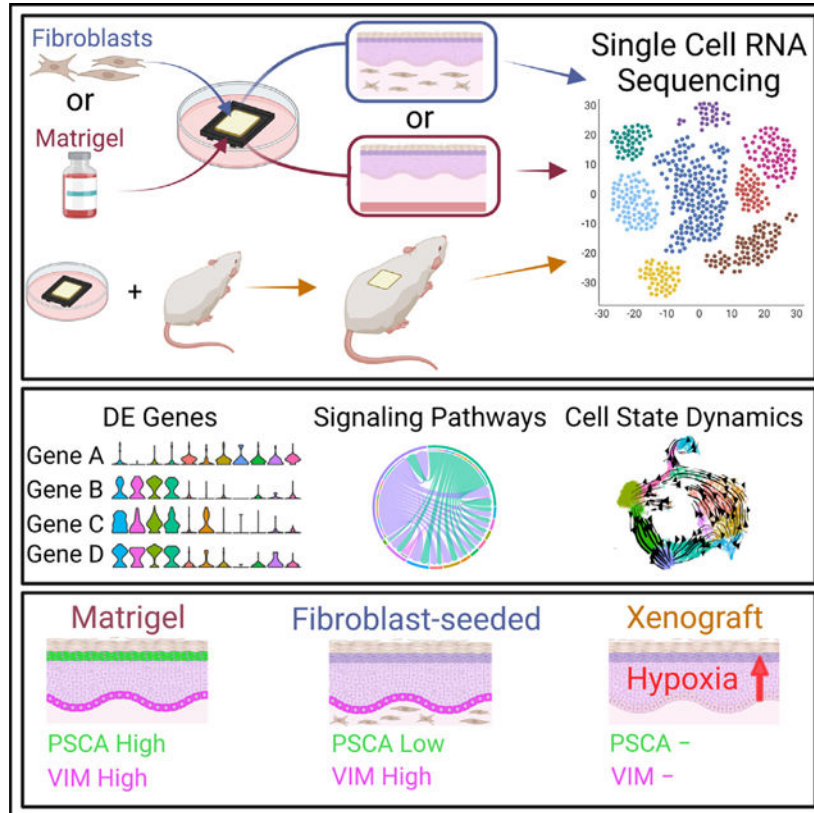 Fibroblasts
or
Matrigel
or
Single Cell RNA
Sequencing
30
20
10
0
-10
-20
-30
-30 -20 -10 0 10 20 30
+
DE Genes
Gene A
Gene B
Gene C
Gene D
Signaling Pathways
Cell State Dynamics
Matrigel
PSCA High
VIM High
Fibroblast-seeded
PSCA Low
VIM High
Xenograft
Hypoxia
PSCA –
VIM –